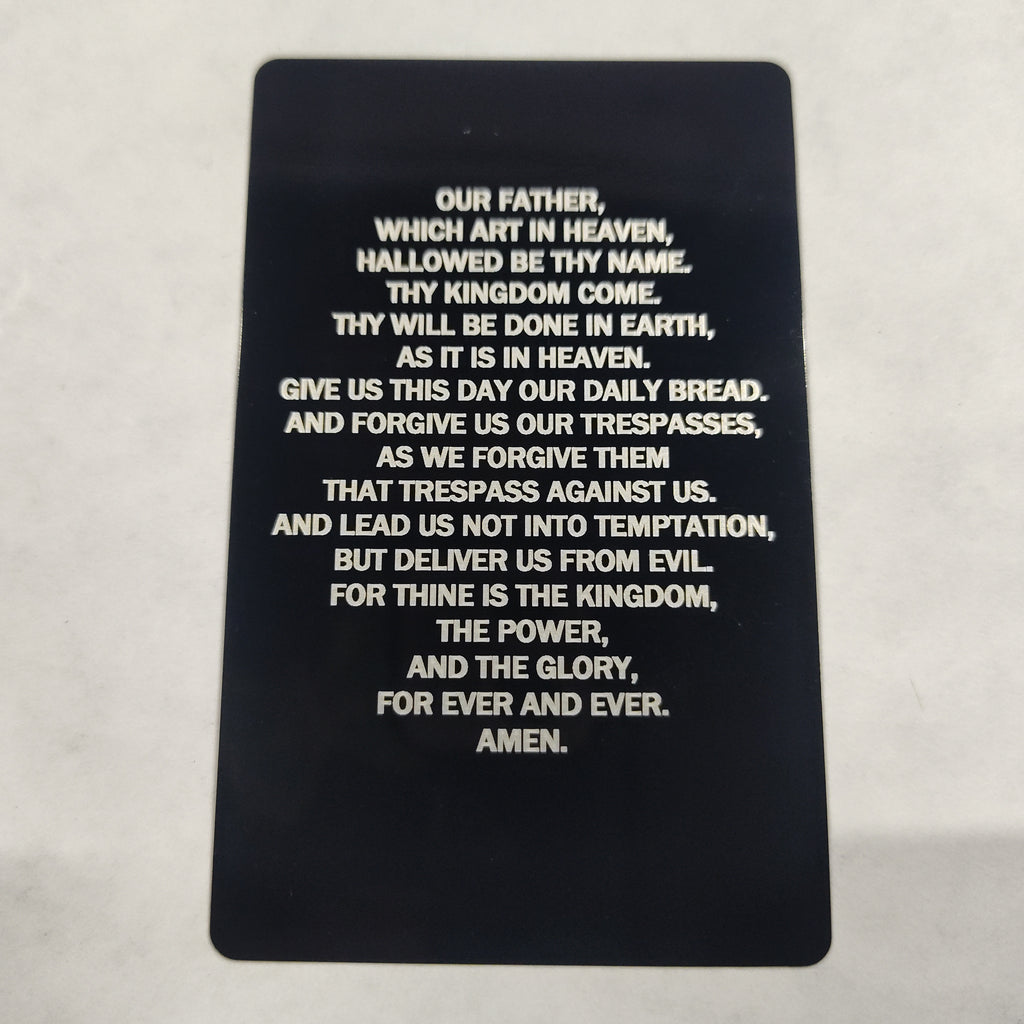 OUR FATHER,
WHICH ART IN HEAVEN,
HALLOWED BE THY NAME.
THY KINGDOM COME.
THY WILL BE DONE IN EARTH,
AS IT IS IN HEAVEN.
GIVE US THIS DAY OUR DAILY BREAD.
AND FORGIVE US OUR TRESPASSES,
AS WE FORGIVE THEM
THAT TRESPASS AGAINST US.
AND LEAD US NOT INTO TEMPTATION,
BUT DELIVER US FROM EVIL.
FOR THINE IS THE KINGDOM,
THE POWER,
AND THE GLORY,
FOR EVER AND EVER.
AMEN.